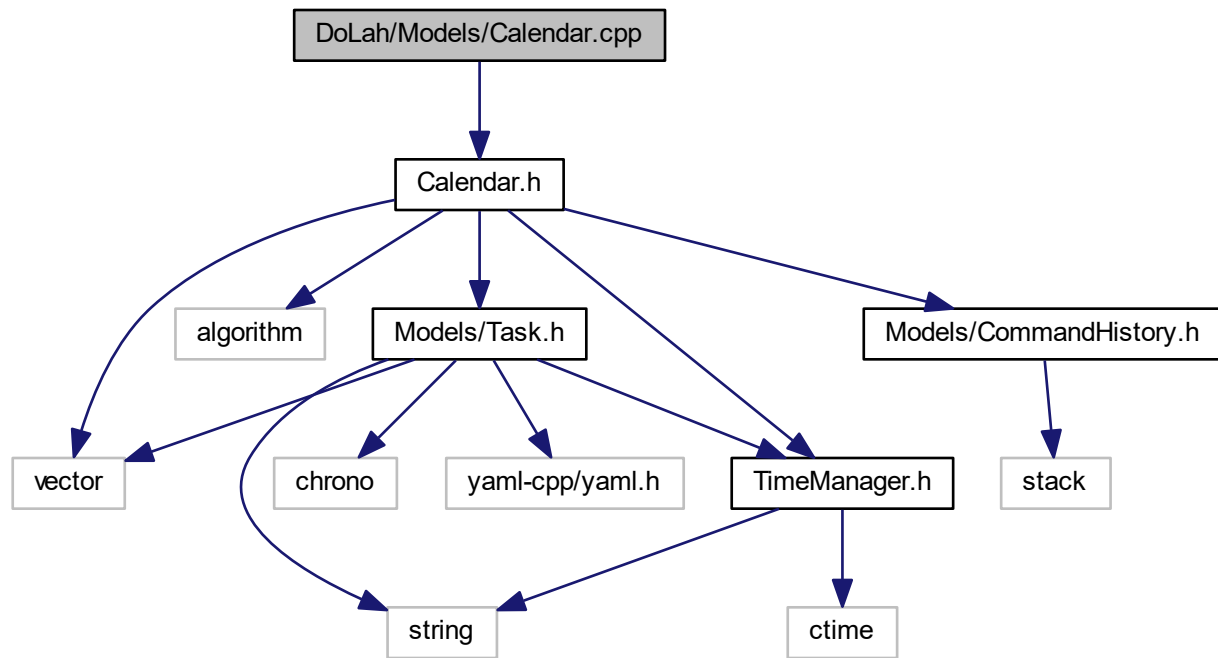 DoLah/Models/Calendar.cpp
Calendar.h
algorithm
Models/Task.h
Models/CommandHistory.h
vector
chrono
yaml-cpp/yaml.h
TimeManager.h
stack
string
ctime